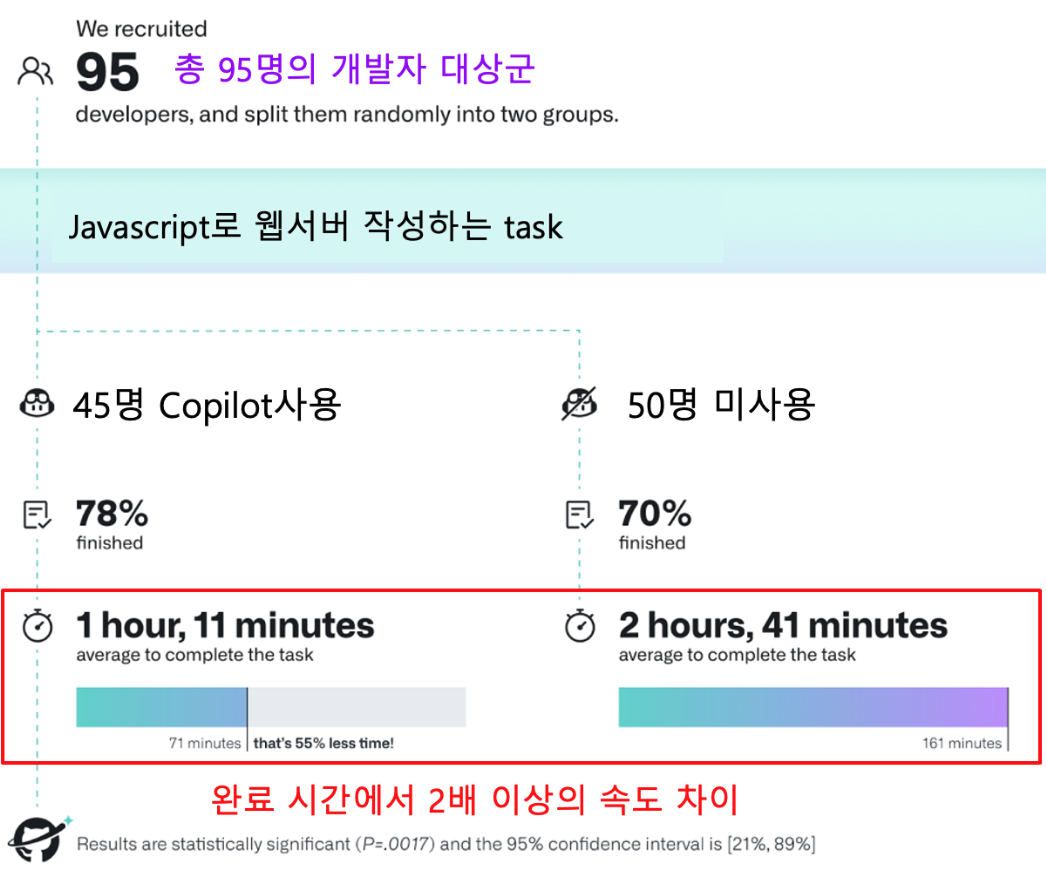 We recruited
95 총 95명의 개발자 대상군
developers, and split them randomly into two groups.
Javascript로 웹서버 작성하는 task
45명 Copilot사용
50명 미사용
78%
finished
70%
finished
1 hour, 11 minutes
average to complete the task
71 minutes that's 55% less time!
2 hours, 41 minutes
average to complete the task
161 minutes
완료 시간에서 2배 이상의 속도 차이
Results are statistically significant (P=.0017) and the 95% confidence interval is [21%, 89%]